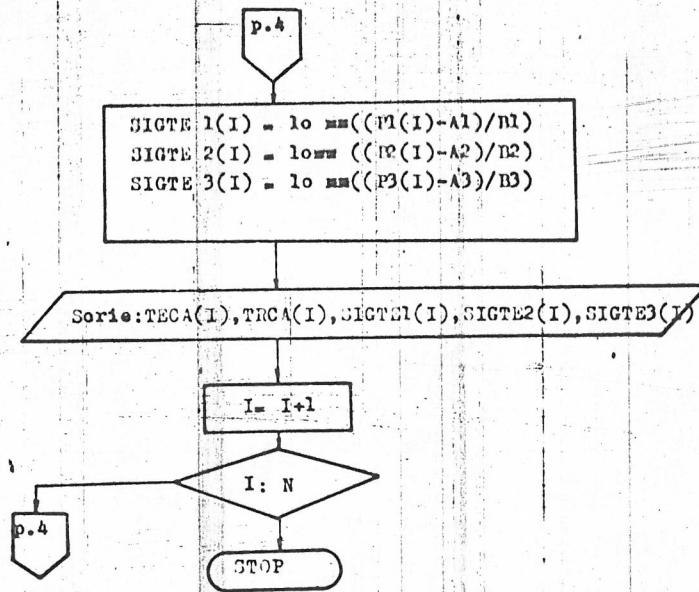 p.4
SIGTE 1(I) = lo ==((P1(I)-A1)/B1)
SIGTE 2(I) = lo== ((P2(I)-A2)/B2)
SIGTE 3(I) = lo ==((P3(I)-A3)/B3)
Sorie:TECA(I),TRCA(I),SIGTE1(I),SIGTE2(I),SIGTE3(I)
I= I+1
I: N
p.4
STOP